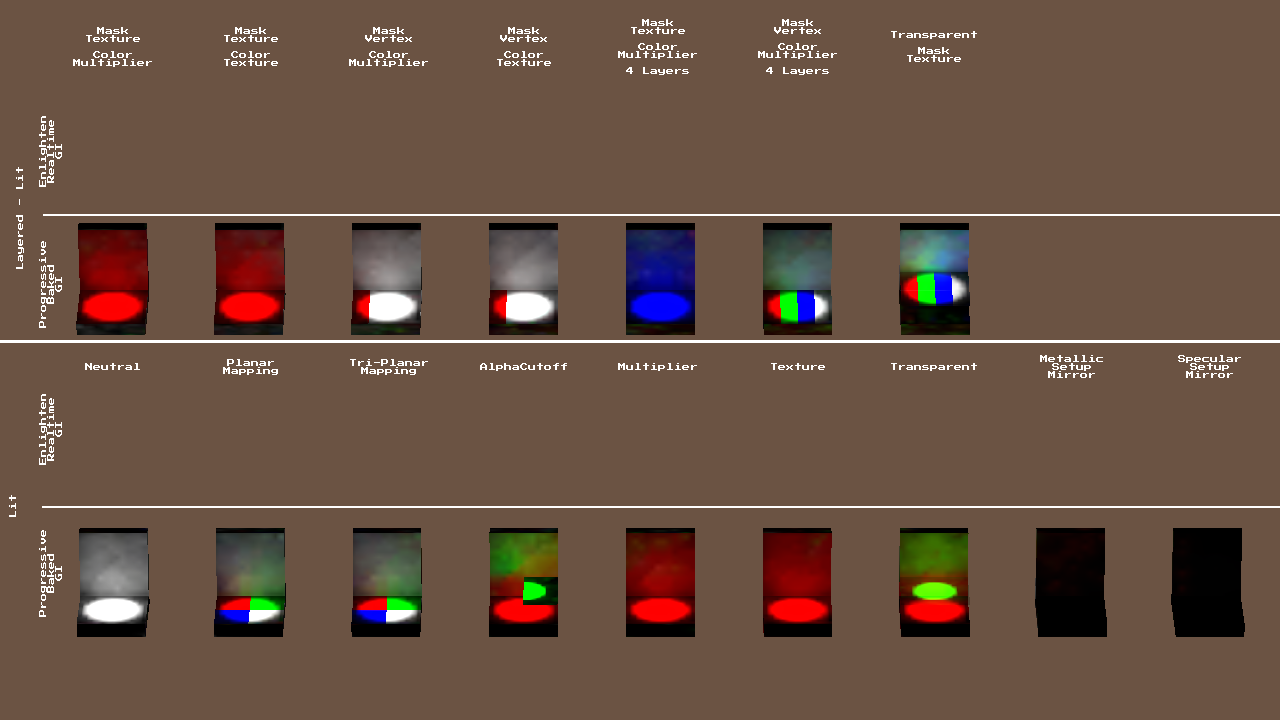 Mask
Texture
Color
Multiplier
Mask
Texture
Color
Texture
Mask
Vertex
Color
Multiplier
Mask
Vertex
Color
Texture
Mask
Texture
Color
Multiplier
4 Layers
Mask
Vertex
Color
Multiplier
4 Layers
Transparent
Mask
Texture
Layered - Lit
Enlighten
Realtime
GI
Progressive
Baked
GI
Neutral
Planar
Mapping
Tri-Planar
Mapping
AlphaCutoff
Multiplier
Texture
Transparent
Metallic
Setup
Mirror
Specular
Setup
Mirror
Lit
Enlighten
Realtime
GI
Progressive
Baked
GI